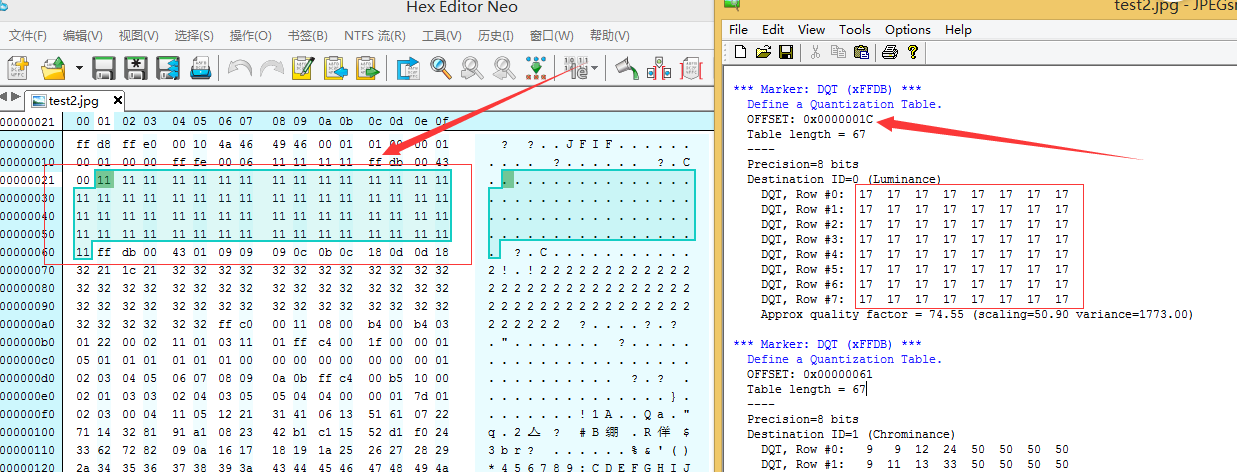 Hex Editor Neo
文件(F) 编辑(V) 视图(V) 选择(S) 操作(O) 书签(B) NTFS 流(R) 工具(V) 历史(I) 窗口(W) 帮助(V)
test2.jpg
00000021 00 01 02 03 04 05 06 07 08 09 0a 0b 0c 0d 0e 0f
00000000 ff d8 ff e0 00 10 4a 46 49 46 00 01 01 00 00 01 ? ? . . J F I F . . . . . .
00000010 00 01 00 00 ff fe 00 06 11 11 11 11 ff db 00 43 . . . . ? . . . . . . . ? . C
00000021 00 11 11 11 11 11 11 11 11 11 11 11 11 11 11 11 . . . . . . . . . . . . . . . .
00000030 11 11 11 11 11 11 11 11 11 11 11 11 11 11 11 11 . . . . . . . . . . . . . . . .
00000040 11 11 11 11 11 11 11 11 11 11 11 11 11 11 11 11 . . . . . . . . . . . . . . . .
00000050 11 11 11 11 11 11 11 11 11 11 11 11 11 11 11 11 . . . . . . . . . . . . . . . .
00000060 11 ff db 00 43 01 09 09 09 0c 0b 0c 18 0d 0d 18 . ? . C . . . . . . . . . . .
00000070 32 21 1c 21 32 32 32 32 32 32 32 32 32 32 32 32 2 ! . ! 2 2 2 2 2 2 2 2 2 2 2 2
00000080 32 32 32 32 32 32 32 32 32 32 32 32 32 32 32 32 2 2 2 2 2 2 2 2 2 2 2 2 2 2 2 2
00000090 32 32 32 32 32 32 32 32 32 32 32 32 32 32 32 32 2 2 2 2 2 2 2 2 2 2 2 2 2 2 2 2
000000a0 32 32 32 32 32 32 ff c0 00 11 08 00 b4 00 b4 03 2 2 2 2 2 2 ? . . . . ? . ?
000000b0 01 22 00 02 11 01 03 11 01 ff c4 00 1f 00 00 01 . " . . . . . . . ? . . . . .
000000c0 05 01 01 01 01 01 01 00 00 00 00 00 00 00 00 01 . . . . . . . . . . . . . . . .
000000d0 02 03 04 05 06 07 08 09 0a 0b ff c4 00 b5 10 00 . . . . . . . . . . ? . ? .
000000e0 02 01 03 03 02 04 03 05 05 04 04 00 00 01 7d 01 . . . . . . . . . . . . . . } .
000000f0 02 03 00 04 11 05 12 21 31 41 06 13 51 61 07 22 . . . . . . . ! 1 A . . Q a . "
00000100 71 14 32 81 91 a1 08 23 42 b1 c1 15 52 d1 f0 24
00000110 33 62 72 82 09 0a 16 17 18 19 1a 25 26 27 28 29 3 b r ? . . . . . . % & ' ( )
00000120 2a 34 35 36 37 38 39 3a 43 44 45 46 47 48 49 4a * 4 5 6 7 8 9 : C D E F G H I J
test2.jpg - JPEGsn
File Edit View Tools Options Help
*** Marker: DQT (xFFDB) ***
Define a Quantization Table.
OFFSET: 0x0000001C
Table length = 67
----
Precision=8 bits
Destination ID=0 (Luminance)
DQT, Row #0: 17 17 17 17 17 17 17 17
DQT, Row #1: 17 17 17 17 17 17 17 17
DQT, Row #2: 17 17 17 17 17 17 17 17
DQT, Row #3: 17 17 17 17 17 17 17 17
DQT, Row #4: 17 17 17 17 17 17 17 17
DQT, Row #5: 17 17 17 17 17 17 17 17
DQT, Row #6: 17 17 17 17 17 17 17 17
DQT, Row #7: 17 17 17 17 17 17 17 17
Approx quality factor = 74.55 (scaling=50.90 variance=1773.00)
*** Marker: DQT (xFFDB) ***
Define a Quantization Table.
OFFSET: 0x00000061
Table length = 67
----
Precision=8 bits
Destination ID=1 (Chrominance)
DQT, Row #0: 9 9 12 24 50 50 50 50
DQT, Row #1: 9 11 13 33 50 50 50 50